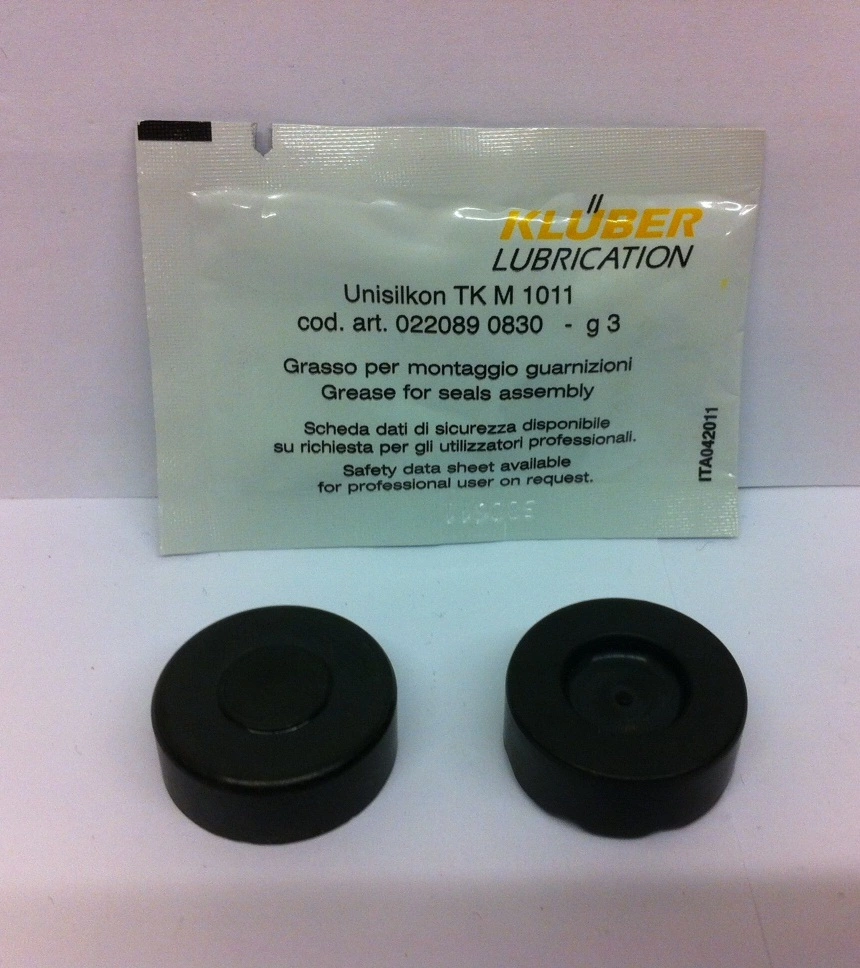 KLÜBER
LUBRICATION
Unisilkon TK M 1011
cod. art. 022089 0830 - g 3
Grasso per montaggio guarnizioni
Grease for seals assembly
Scheda dati di sicurezza disponibile
su richiesta per gli utilizzatori professionali.
Safety data sheet available
for professional user on request.
ITA042011